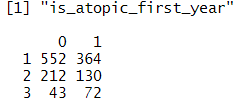 [1] "is_atopic_first_year"
0 1
1 552 364
2 212 130
3 43 72